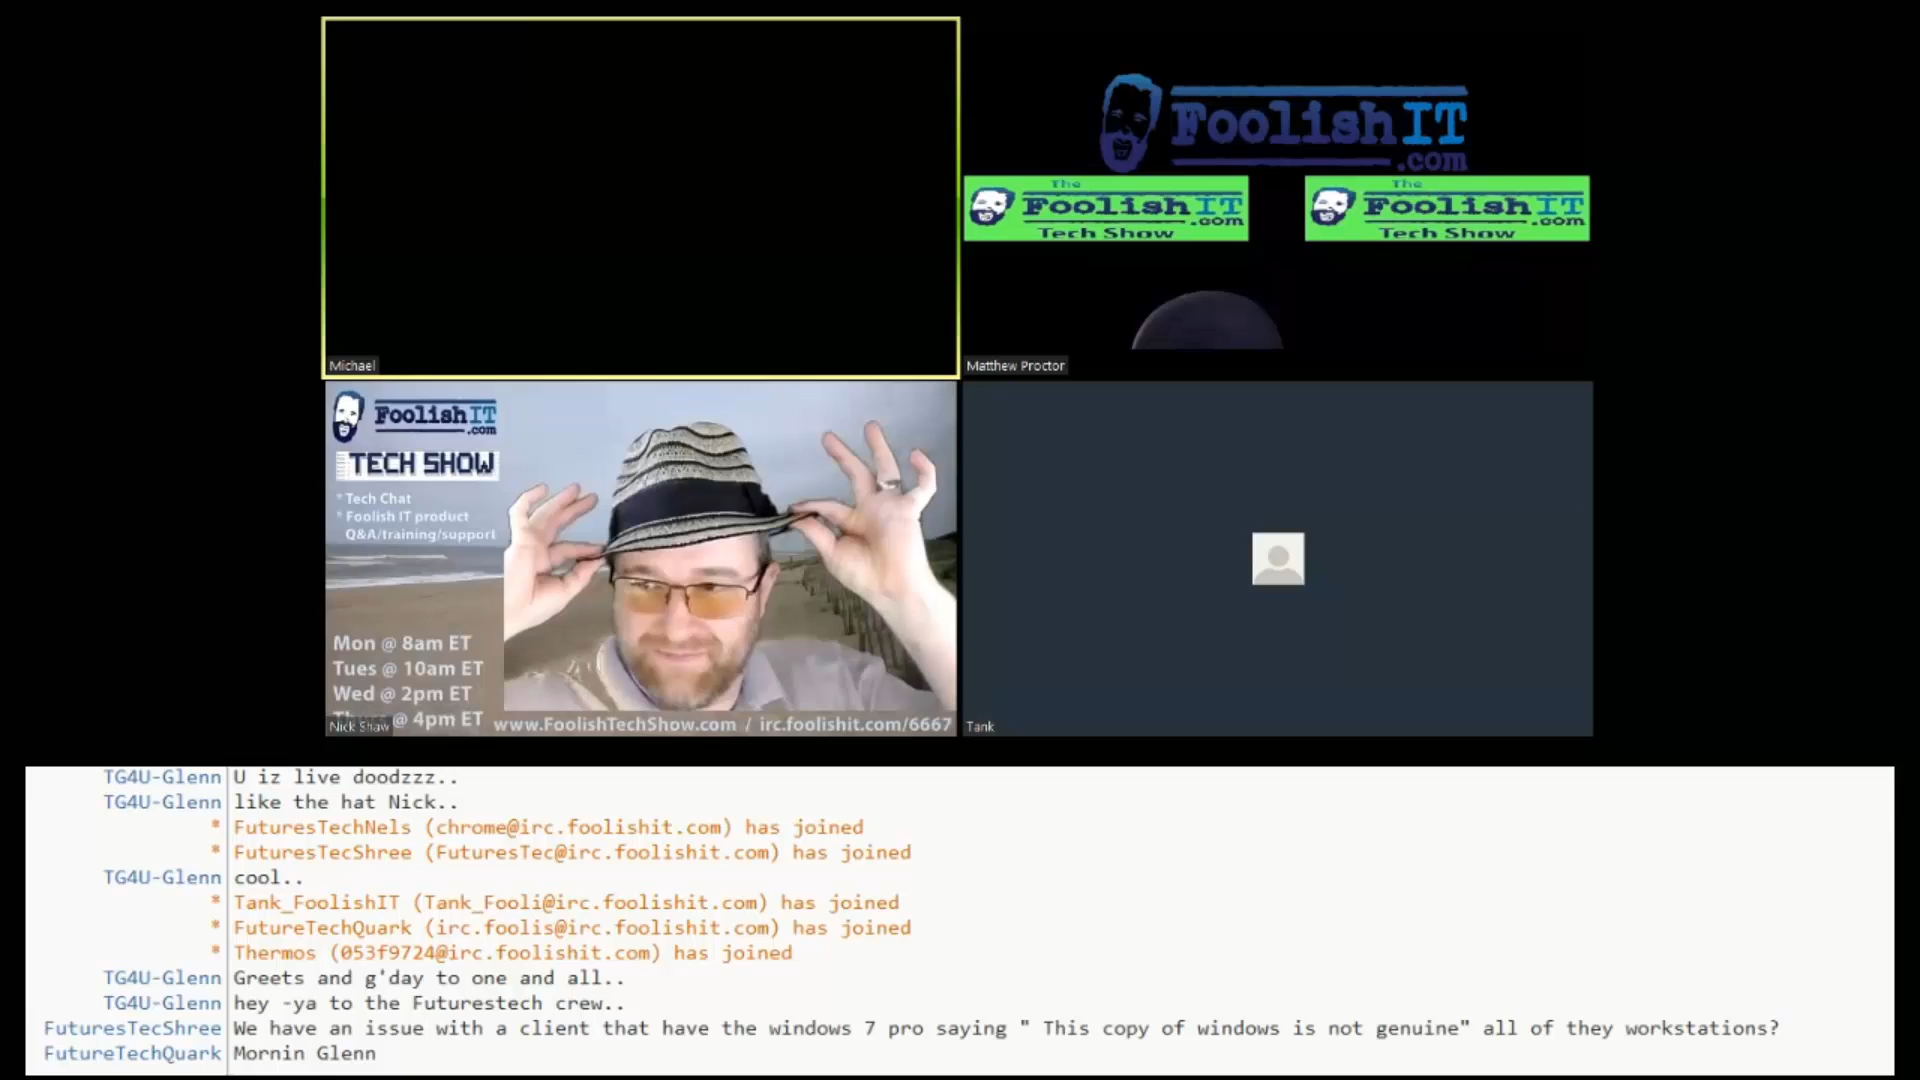 FoolishIT
.com
The
FoolishIT
.com
Tech Show
The
FoolishIT
.com
Tech Show
Michael
Matthew Proctor
FoolishIT
.com
TECH SHOW
* Tech Chat
* Foolish IT product
Q&A/training/support
Mon @ 8am ET
Tues @ 10am ET
Wed @ 2pm ET
@ 4pm ET
Nick Shaw
www.FoolishTechShow.com / irc.foolishit.com/6667
Tank
TG4U-Glenn U iz live doodzzz..
TG4U-Glenn like the hat Nick..
* FuturesTechNels (chrome@irc.foolishit.com) has joined
* FuturesTecShree (FuturesTec@irc.foolishit.com) has joined
TG4U-Glenn cool..
* Tank_FoolishIT (Tank_Fooli@irc.foolishit.com) has joined
* FutureTechQuark (irc.foolis@irc.foolishit.com) has joined
* Thermos (053f9724@irc.foolishit.com) has joined
TG4U-Glenn Greets and g'day to one and all..
TG4U-Glenn hey -ya to the Futurestech crew..
FuturesTecShree We have an issue with a client that have the windows 7 pro saying " This copy of windows is not genuine" all of they workstations?
FutureTechQuark Mornin Glenn